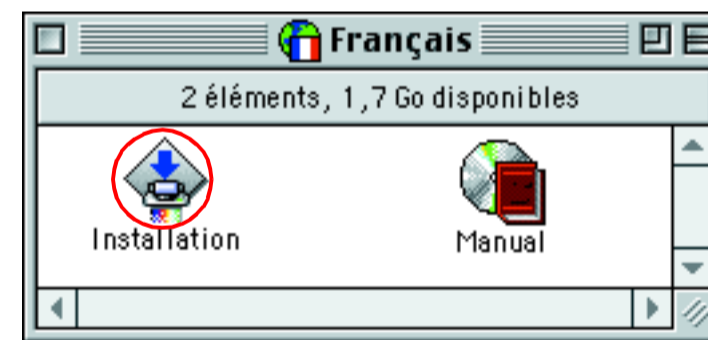 Français
2 éléments, 1,7 Go disponibles
Installation
Manual